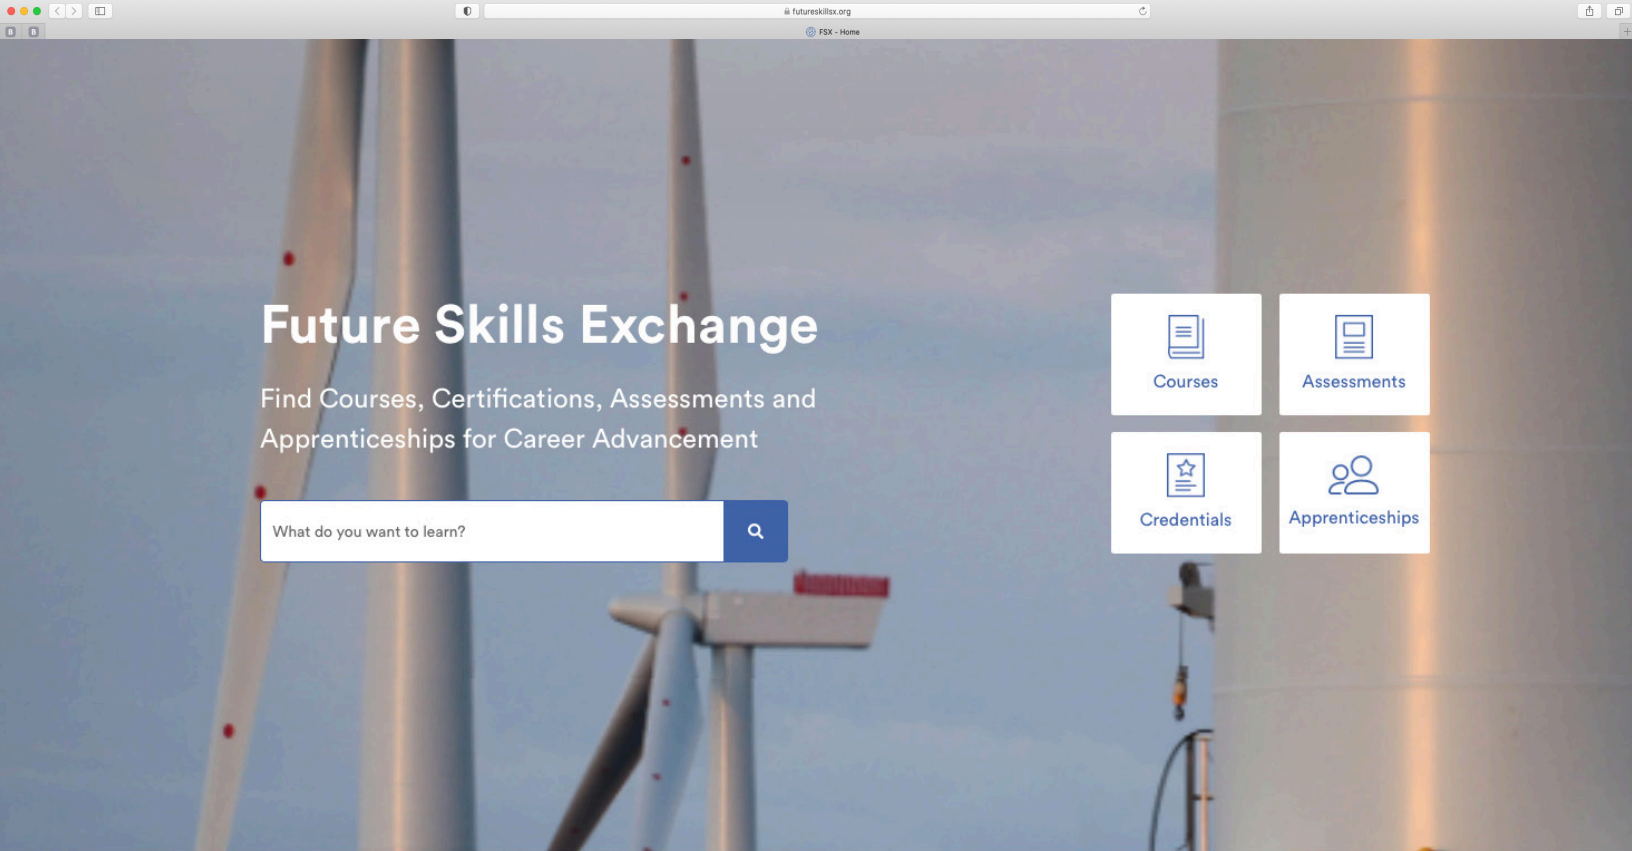 futureskillsx.org
B
B
FSX - Home
Future Skills Exchange
Find Courses, Certifications, Assessments and
Apprenticeships for Career Advancement
What do you want to learn?
Courses
Assessments
Credentials
Apprenticeships